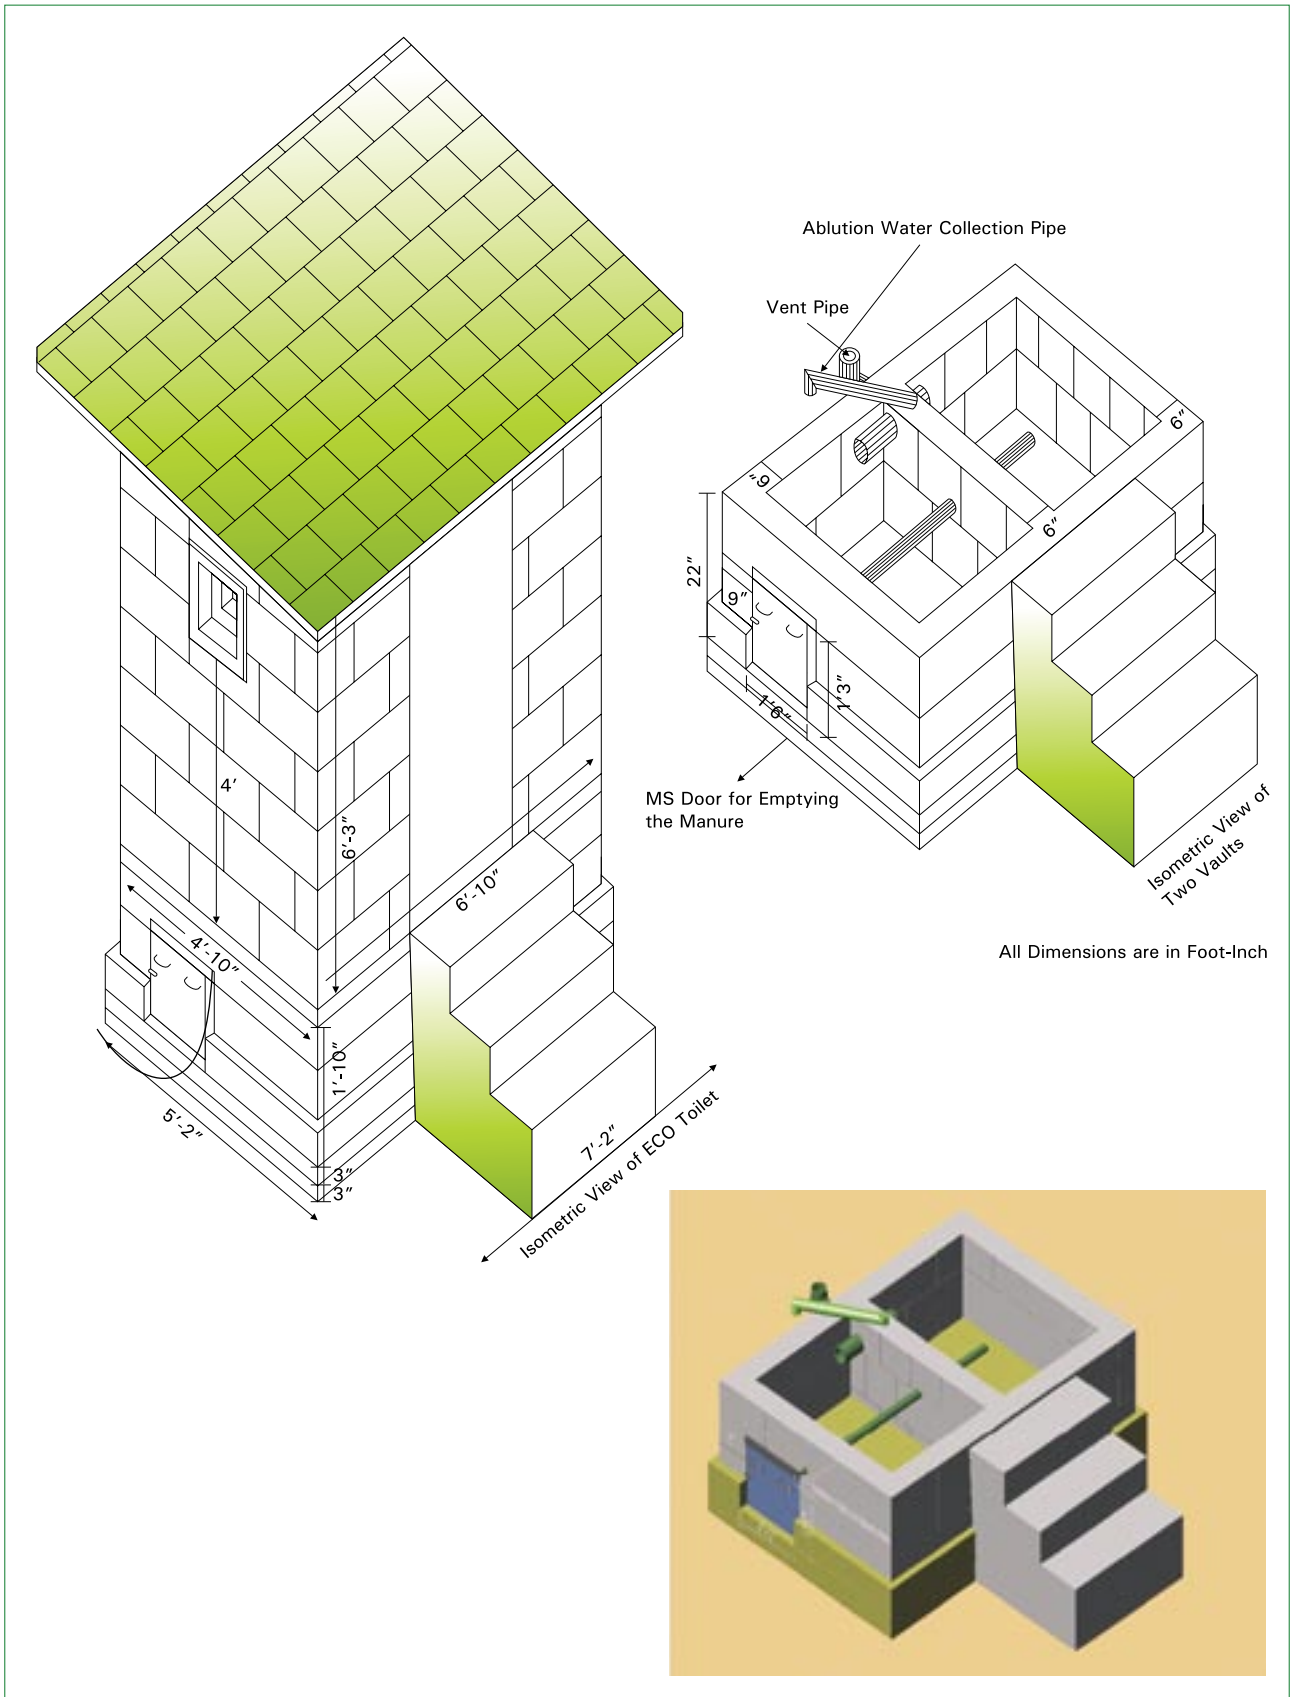 Ablution Water Collection Pipe
Vent Pipe
6”
6”
6”
22”
9”
1’3”
1’6”
MS Door for Emptying
the Manure
Isometric View of
Two Vaults
All Dimensions are in Foot-Inch
4’
6’-3”
6’-10”
4’-10”
1’-10”
5’-2”
3”
3”
7’-2”
Isometric View of ECO Toilet